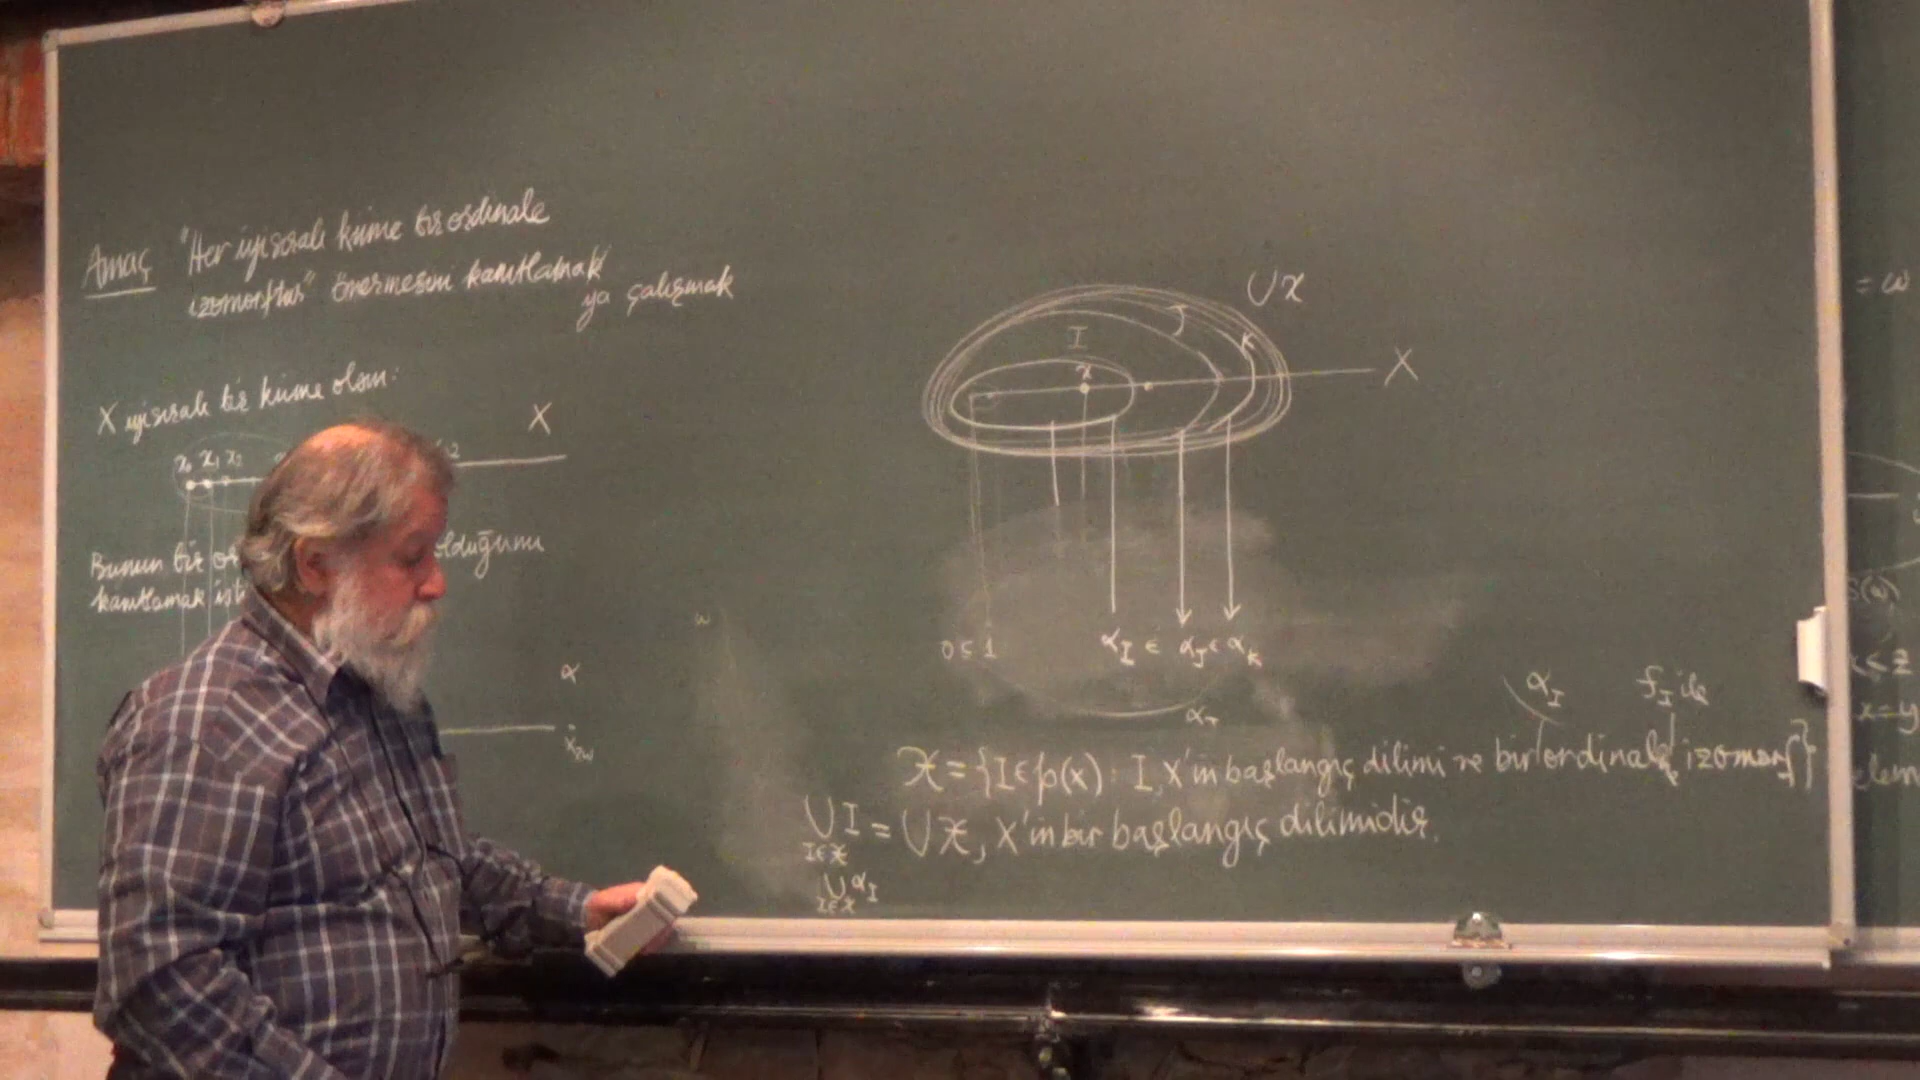 Amaç "Her iyisıralı küme bir ordinale
izomorftur" önermesini kanıtlamak
ya çalışmak
X iyisıralı bir küme olsun:
X
x₀ x₁ x₂
Bunun bir olduğunu
kanıtlamak
ω
α
x₂ω
∪𝒳
J
I
K
x
X
0 ≤ 1
α_I ∈ α_J ∈ α_K
α_I f_I ile
𝒳 = {I ∈ ℘(X) : I, X'in başlangıç dilimi ve bir ordinale izomorf}
∪I = ∪𝒳, X'in bir başlangıç dilimidir.
I∈𝒳
∪ α_I
I∈𝒳
= ω
S(ω)
x < z
x = y
elem